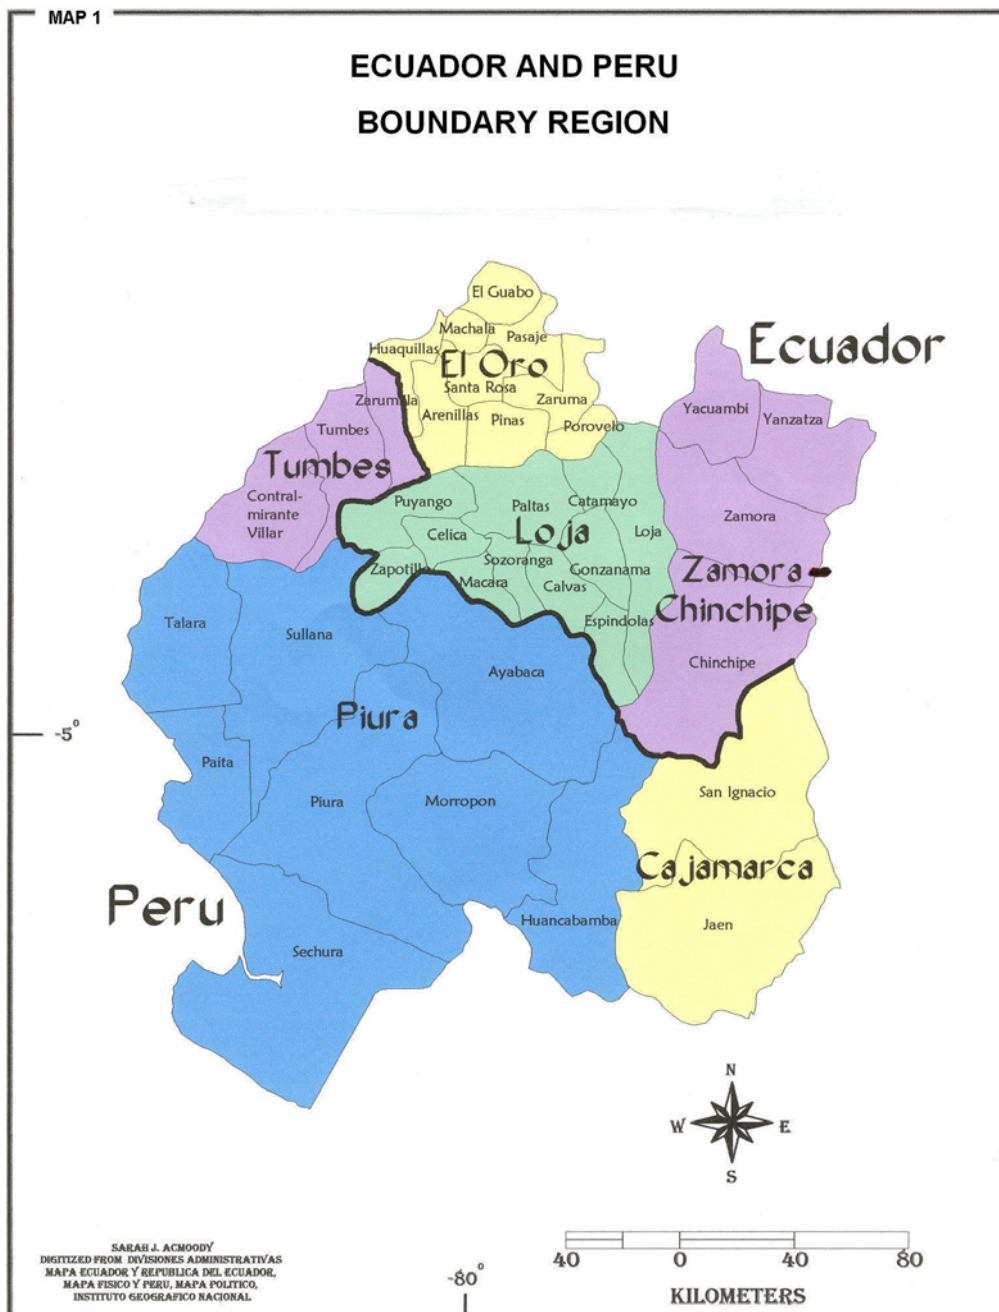 MAP 1
ECUADOR AND PERU
BOUNDARY REGION
El Guabo
Machala
Pasaje
Huaquillas
El Oro
Ecuador
Santa Rosa
Zarumilla
Zaruma
Arenillas
Pinas
Porovelo
Yacuambi
Yanzatza
Tumbes
Tumbes
Contral-
mirante
Villar
Puyango
Paltas
Catamayo
Zamora
Celica
Loja
Loja
Zapotillo
Sozoranga
Macara
Calvas
Gonzanama
Zamora
Chinchipe
Espindolas
Talara
Sullana
Ayabaca
Chinchipe
Piura
-5°
Paita
Piura
Morropon
San Ignacio
Cajamarca
Peru
Huancabamba
Jaen
Sechura
N
W E
S
SARAH J. ACMOODY
DIGITIZED FROM DIVISIONES ADMINISTRATIVAS
MAPA ECUADOR Y REPUBLICA DEL ECUADOR,
MAPA FISICO Y PERU, MAPA POLITICO,
INSTITUTO GEOGRAFICO NACIONAL
-80°
40 0 40 80
KILOMETERS